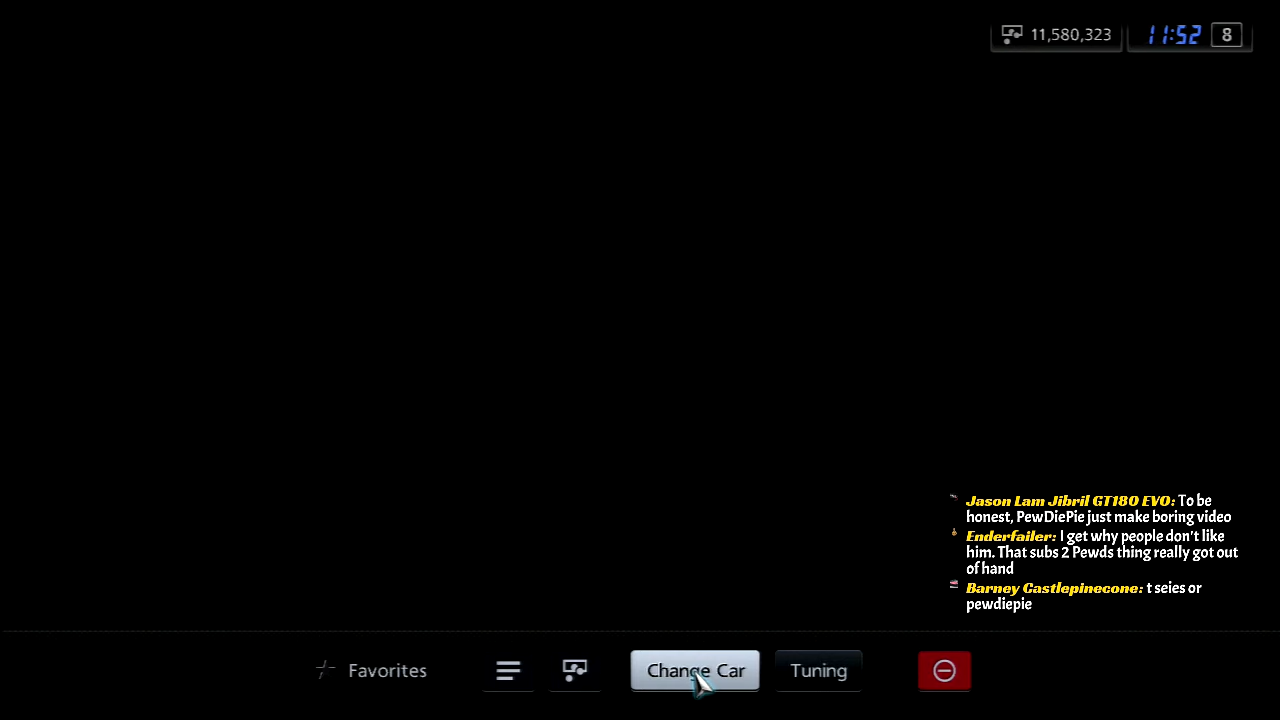 11,580,323 11:52 8
Jason Lam Jibril GT180 EVO: To be
honest, PewDiePie just make boring video
Enderfailer: I get why people don't like
him. That subs 2 Pewds thing really got out
of hand
Barney Castlepinecone: t seies or
pewdiepie
Favorites Change Car Tuning